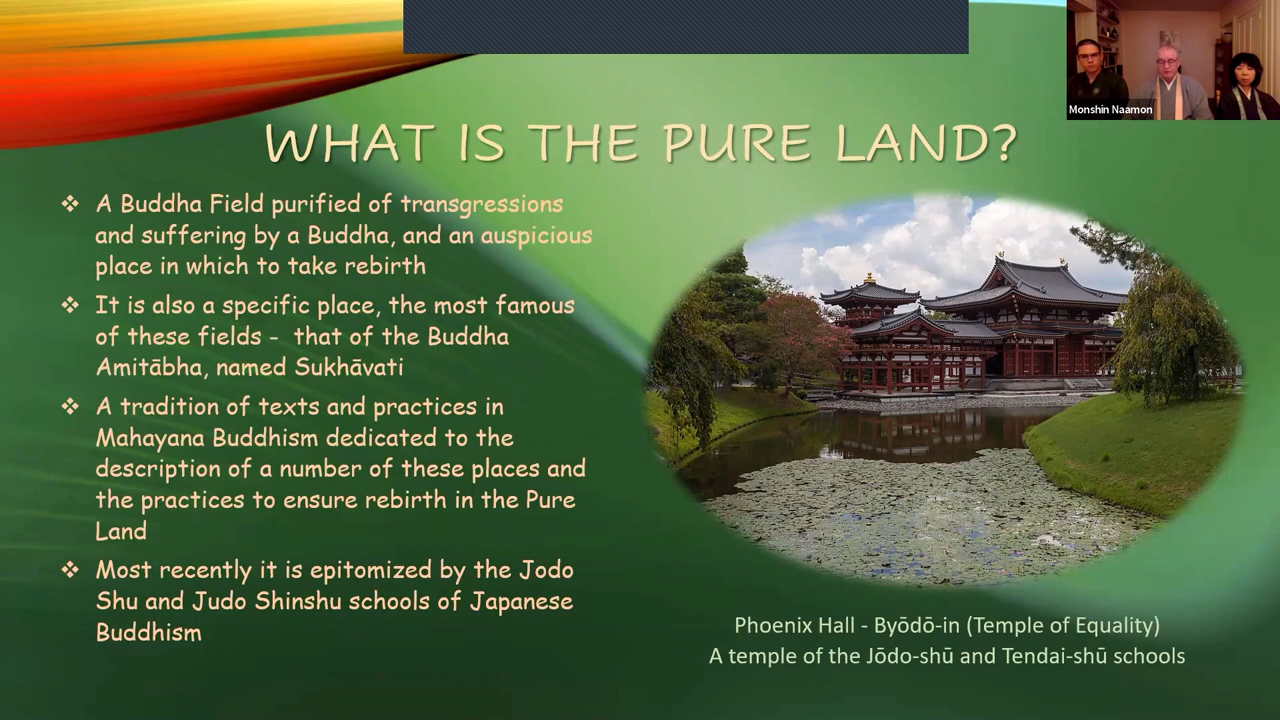 Monshin Naamon
WHAT IS THE PURE LAND?
❖ A Buddha Field purified of transgressions
and suffering by a Buddha, and an auspicious
place in which to take rebirth
❖ It is also a specific place, the most famous
of these fields - that of the Buddha
Amitābha, named Sukhāvati
❖ A tradition of texts and practices in
Mahayana Buddhism dedicated to the
description of a number of these places and
the practices to ensure rebirth in the Pure
Land
❖ Most recently it is epitomized by the Jodo
Shu and Judo Shinshu schools of Japanese
Buddhism
Phoenix Hall - Byōdō-in (Temple of Equality)
A temple of the Jōdo-shū and Tendai-shū schools